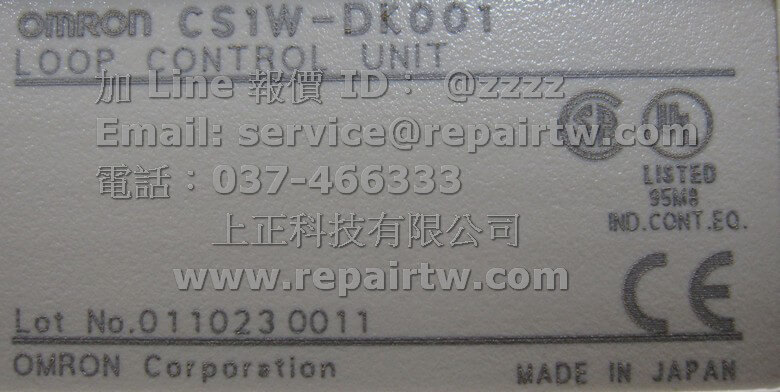 OMRON CS1W-DK001
LOOP CONTROL UNIT
加 Line 報價 ID： @zzzz
Email: service@repairtw.com
LISTED
電話：037-466333
95M8
IND.CONT.EQ.
上正科技有限公司
www.repairtw.com
CE
Lot No.0110230011
OMRON Corporation
MADE IN JAPAN